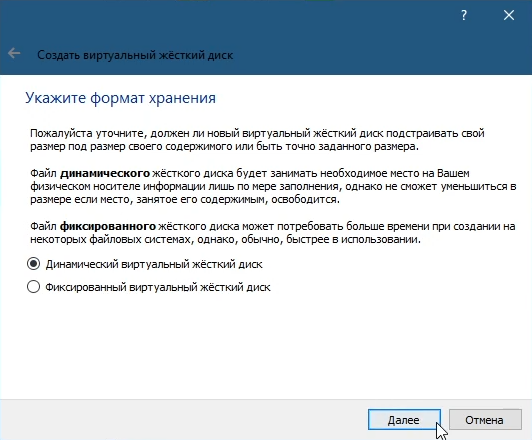 ?
Создать виртуальный жёсткий диск
Укажите формат хранения
Пожалуйста уточните, должен ли новый виртуальный жёсткий диск подстраивать свой
размер под размер своего содержимого или быть точно заданного размера.
Файл динамического жёсткого диска будет занимать необходимое место на Вашем
физическом носителе информации лишь по мере заполнения, однако не сможет уменьшиться в
размере если место, занятое его содержимым, освободится.
Файл фиксированного жёсткого диска может потребовать больше времени при создании на
некоторых файловых системах, однако, обычно, быстрее в использовании.
Динамический виртуальный жёсткий диск
Фиксированный виртуальный жёсткий диск
Далее Отмена